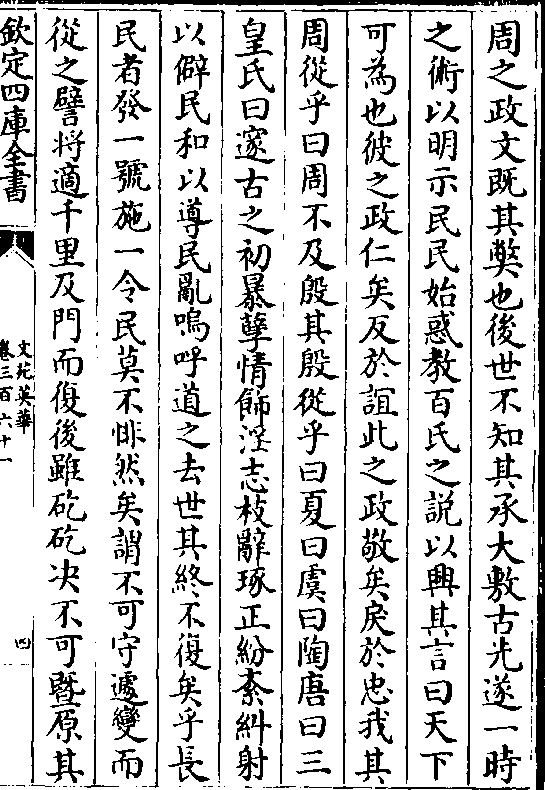 周之政文既其弊也後世不知其承大敷古先遂一時
之術以明示民民始惑教百氏之説以興其言曰天下
可為也彼之政仁矣反於誼此之政敬矣戾於忠我其
周從乎曰周不及殷其殷從乎曰夏曰虞曰陶唐曰三
皇氏曰邃古之初暴孽情飾淫志枝辭琢正紛紊糾射
以僻民和以導民亂嗚呼道之去世其終不復矣乎長
民者發一號施一令民莫不悱然矣謂不可守遽變而
從之譬将適千里及門而復後雖矻矻决不可暨原其
欽定四庫全書
文苑英華
卷三百六十一
四